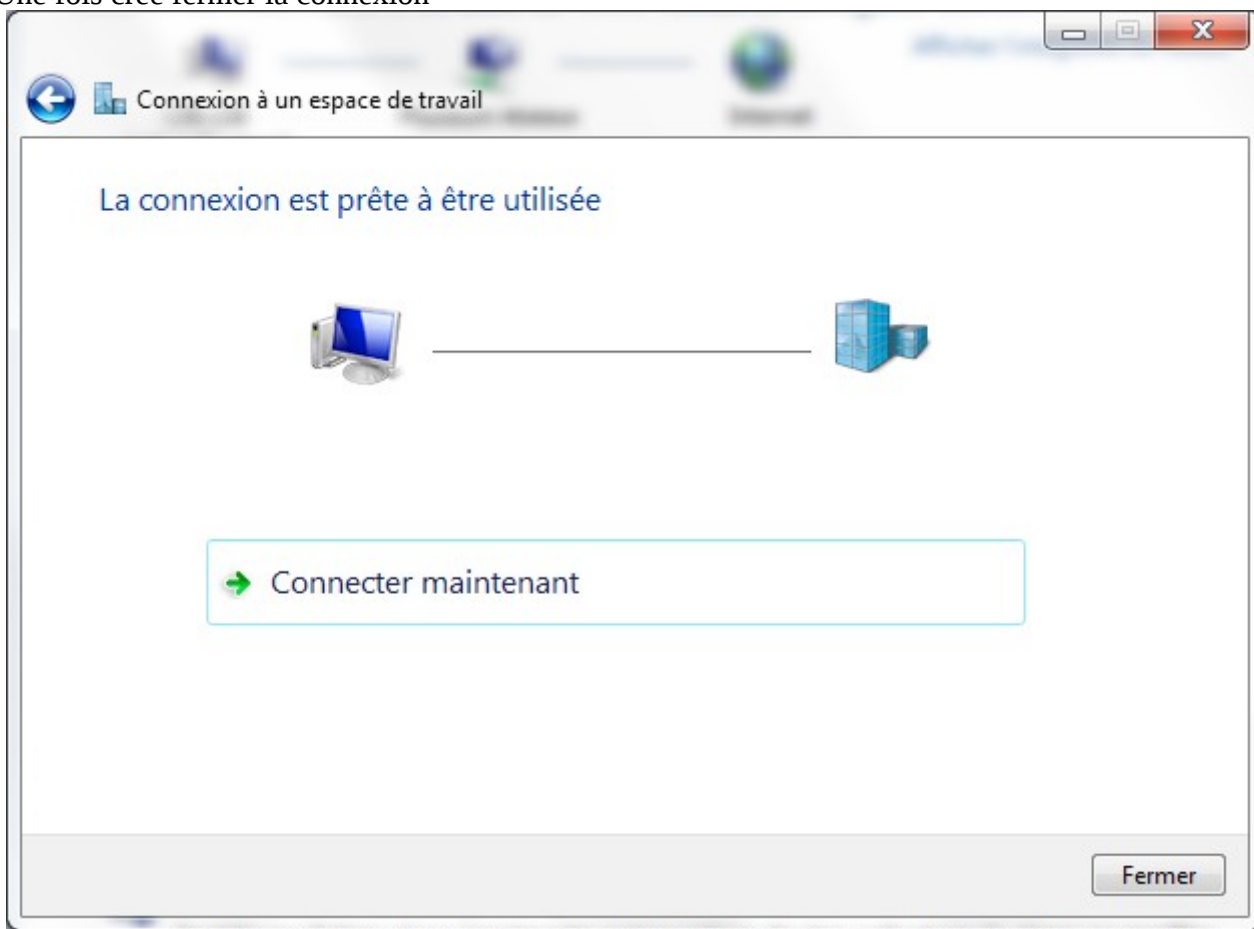 Une fois créé fermer la connexion
Connexion à un espace de travail
La connexion est prête à être utilisée
Connecter maintenant
Fermer